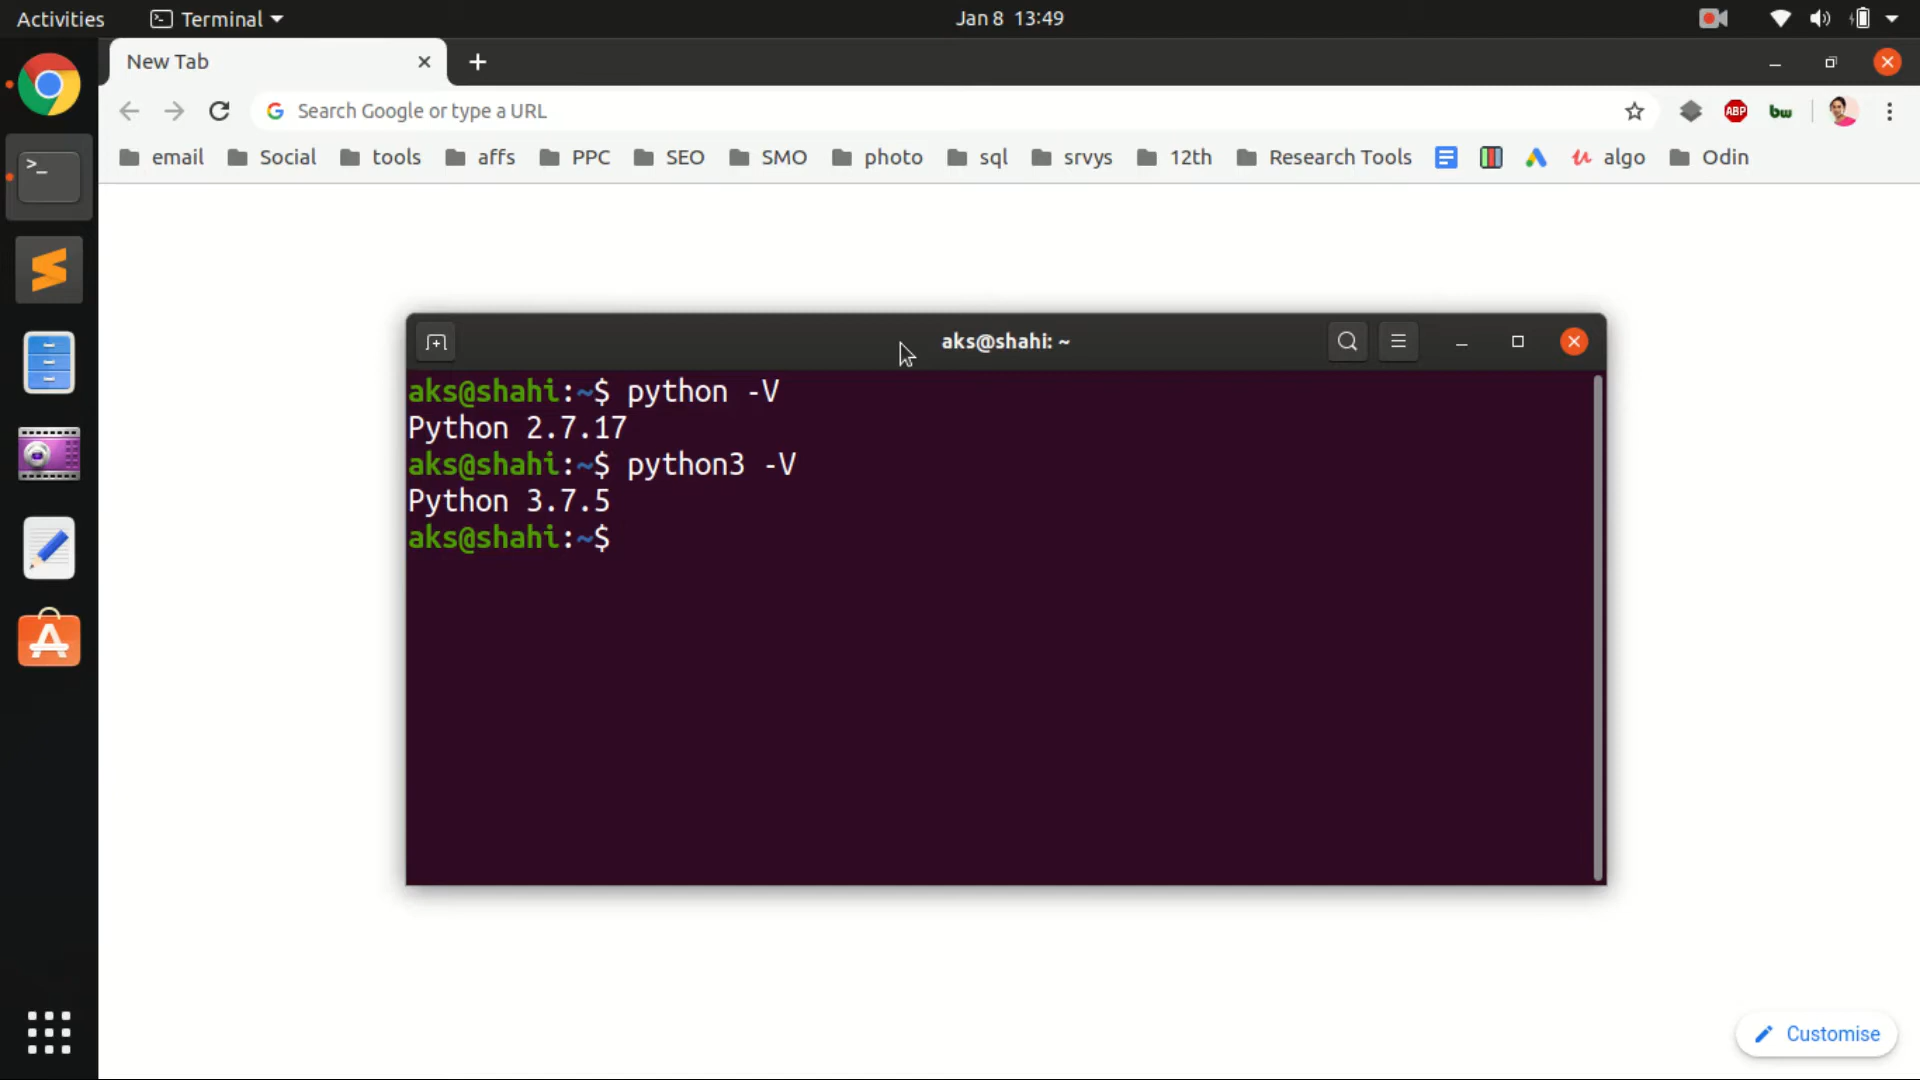 Activities Terminal Jan 8 13:49
New Tab
Search Google or type a URL
ABP bw
email Social tools affs PPC SEO SMO photo sql srvys 12th Research Tools algo Odin
aks@shahi: ~
aks@shahi:~$ python -V
Python 2.7.17
aks@shahi:~$ python3 -V
Python 3.7.5
aks@shahi:~$
Customise